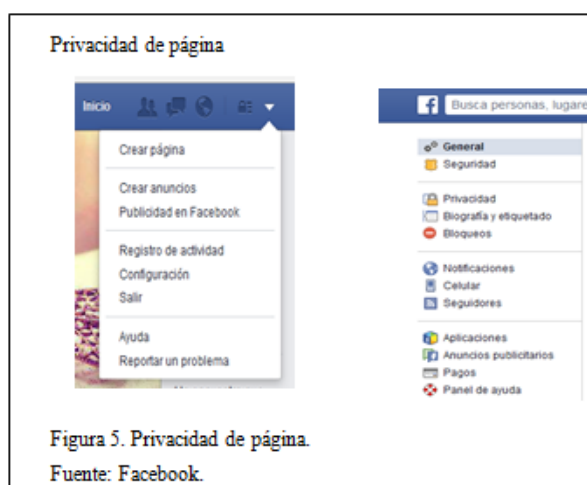 Privacidad de página
Inicio
Crear página
Crear anuncios
Publicidad en Facebook
Registro de actividad
Configuración
Salir
Ayuda
Reportar un problema
f Busca personas, lugare
General
Seguridad
Privacidad
Biografía y etiquetado
Bloqueos
Notificaciones
Celular
Seguidores
Aplicaciones
Anuncios publicitarios
Pagos
Panel de ayuda
Figura 5. Privacidad de página.
Fuente: Facebook.